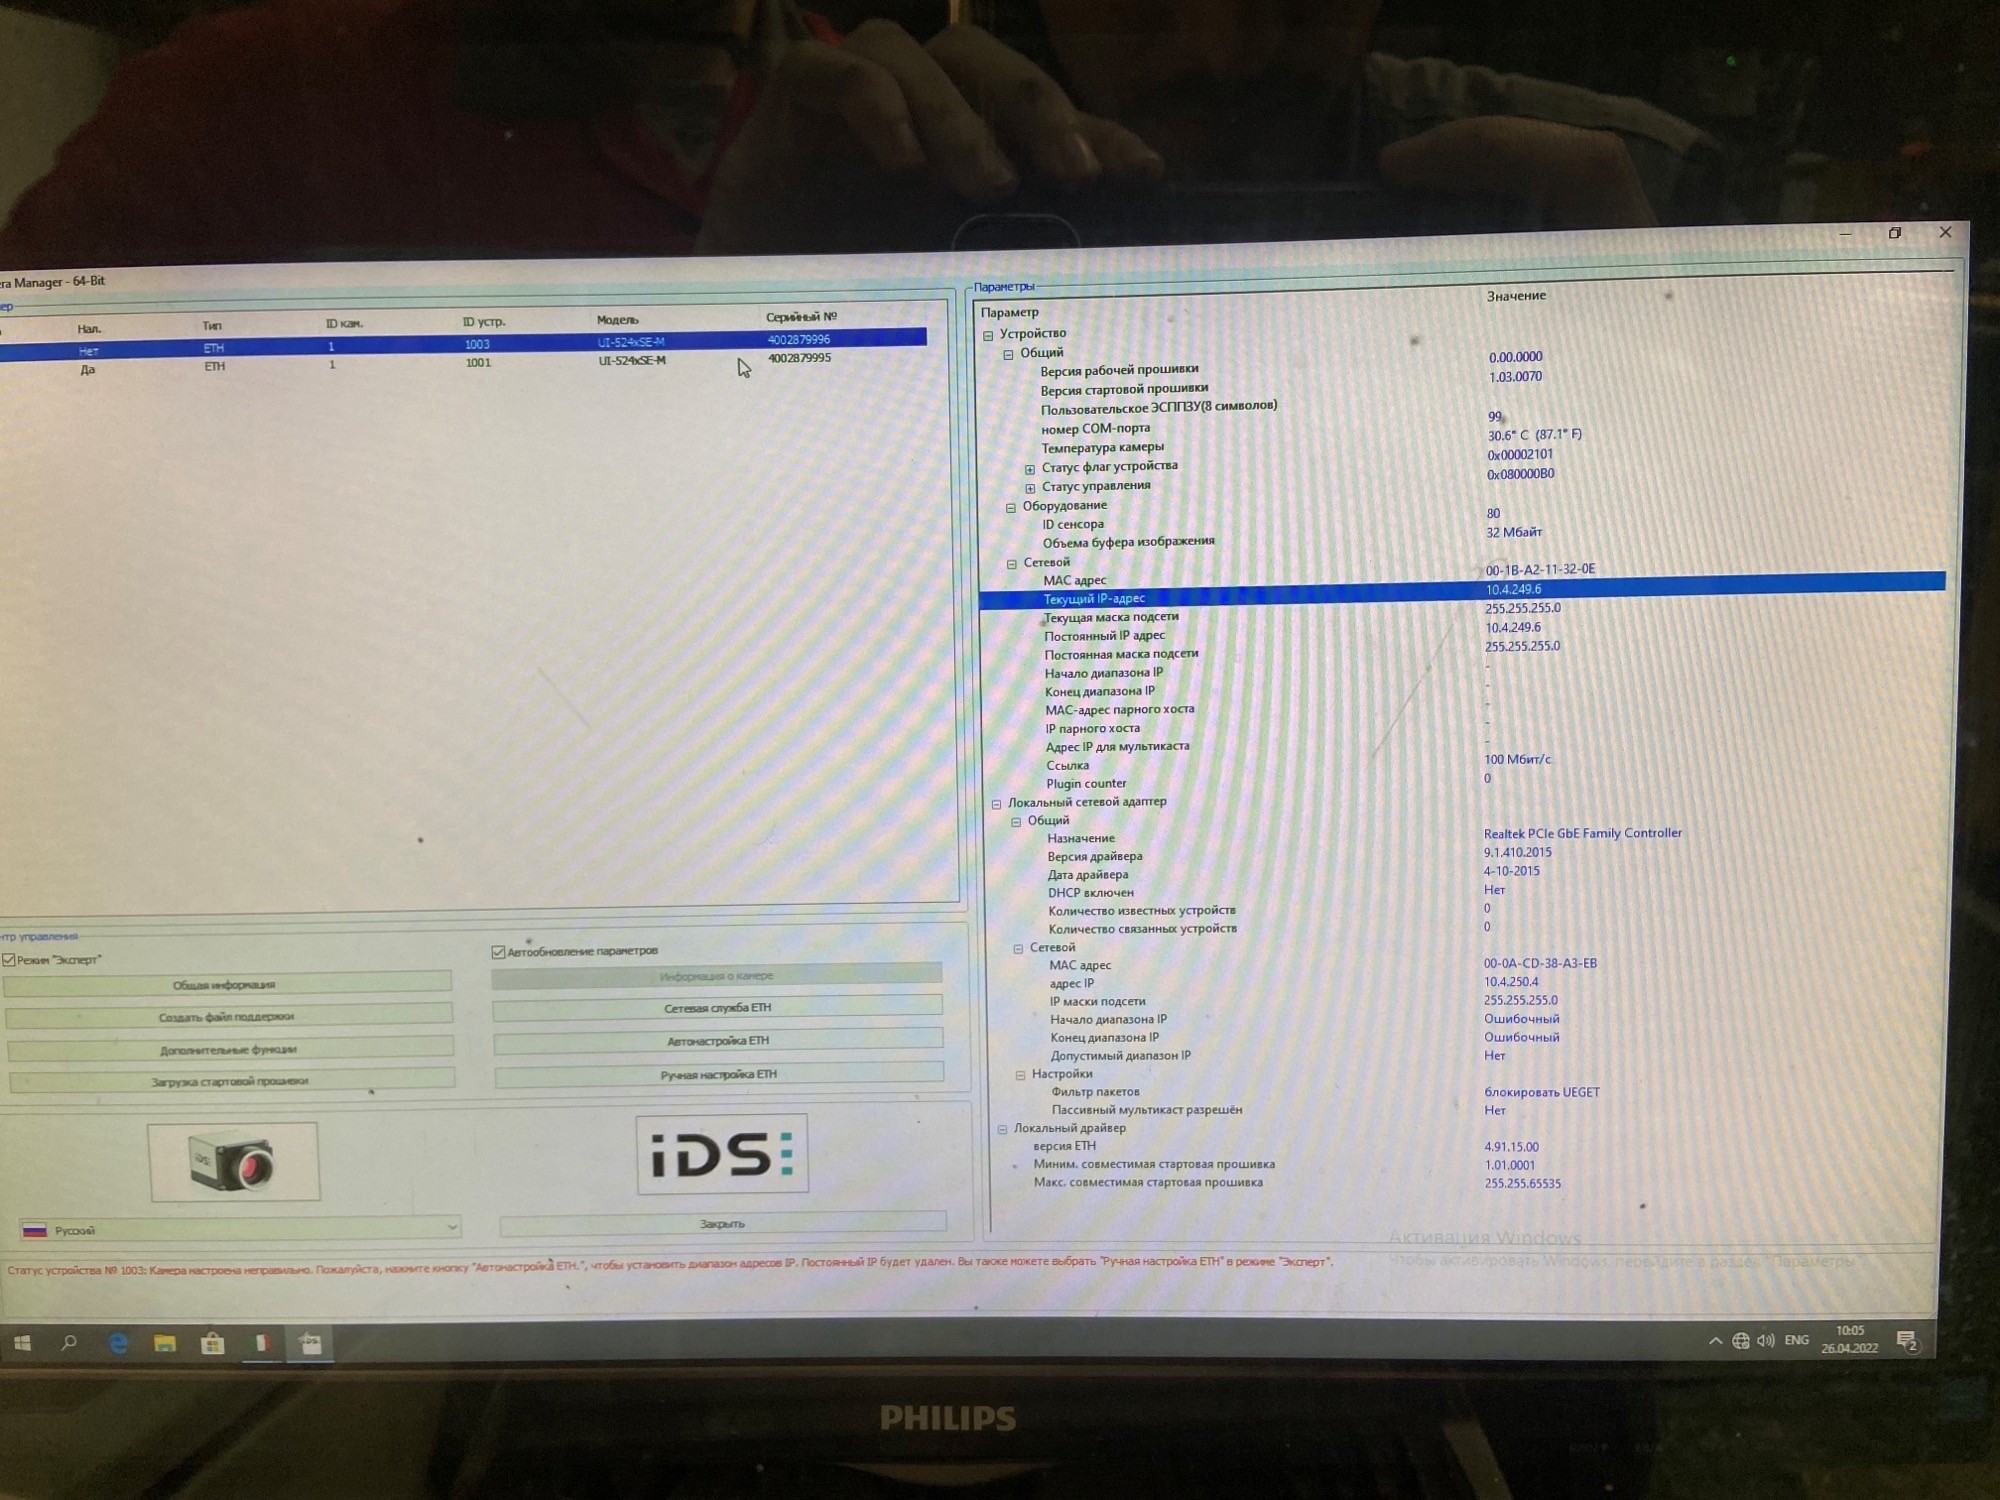 ra Manager - 64-Bit
Нал. Тип ID кам. ID устр. Модель Серийный №
Нет ETH 1 1003 UI-524xSE-M 4002879996
Да ETH 1 1001 UI-524xSE-M 4002879995
Параметры
Параметр Значение
Устройство
Общий
Версия рабочей прошивки 0.00.0000
Версия стартовой прошивки 1.03.0070
Пользовательское ЭСППЗУ(8 символов)
номер COM-порта 99
Температура камеры 30.6° C (87.1° F)
Статус флаг устройства 0x00002101
Статус управления 0x080000B0
Оборудование
ID сенсора 80
Объема буфера изображения 32 Мбайт
Сетевой
MAC адрес 00-1B-A2-11-32-0E
Текущий IP-адрес 10.4.249.6
Текущая маска подсети 255.255.255.0
Постоянный IP адрес 10.4.249.6
Постоянная маска подсети 255.255.255.0
Начало диапазона IP -
Конец диапазона IP -
MAC-адрес парного хоста -
IP парного хоста -
Адрес IP для мультикаста -
Ссылка 100 Мбит/с
Plugin counter 0
Локальный сетевой адаптер
Общий
Назначение Realtek PCIe GbE Family Controller
Версия драйвера 9.1.410.2015
Дата драйвера 4-10-2015
DHCP включен Нет
Количество известных устройств 0
Количество связанных устройств 0
Сетевой
MAC адрес 00-0A-CD-38-A3-EB
адрес IP 10.4.250.4
IP маски подсети 255.255.255.0
Начало диапазона IP Ошибочный
Конец диапазона IP Ошибочный
Допустимый диапазон IP Нет
Настройки
Фильтр пакетов блокировать UEGET
Пассивный мультикаст разрешён Нет
Локальный драйвер
версия ETH 4.91.15.00
Миним. совместимая стартовая прошивка 1.01.0001
Макс. совместимая стартовая прошивка 255.255.65535
нтр управления
Режим "Эксперт" Автообновление параметров
Общая информация Информация о камере
Создать файл поддержки Сетевая служба ETH
Дополнительные функции Автонастройка ETH
Загрузка стартовой прошивки Ручная настройка ETH
iDS:
Русский Закрыть
Активация Windows
Чтобы активировать Windows, перейдите в раздел "Параметры".
Статус устройства № 1003: Камера настроена неправильно. Пожалуйста, нажмите кнопку "Автонастройка ETH.", чтобы установить диапазон адресов IP. Постоянный IP будет удален. Вы также можете выбрать "Ручная настройка ETH" в режиме "Эксперт".
ENG 10:05
26.04.2022
2
PHILIPS